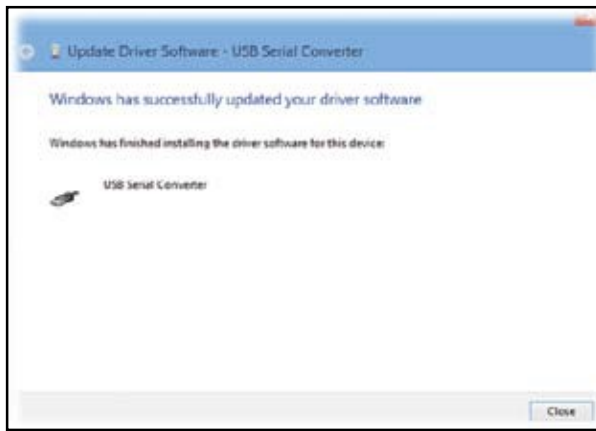 Update Driver Software - USB Serial Converter
Windows has successfully updated your driver software
Windows has finished installing the driver software for this device:
USB Serial Converter
Close